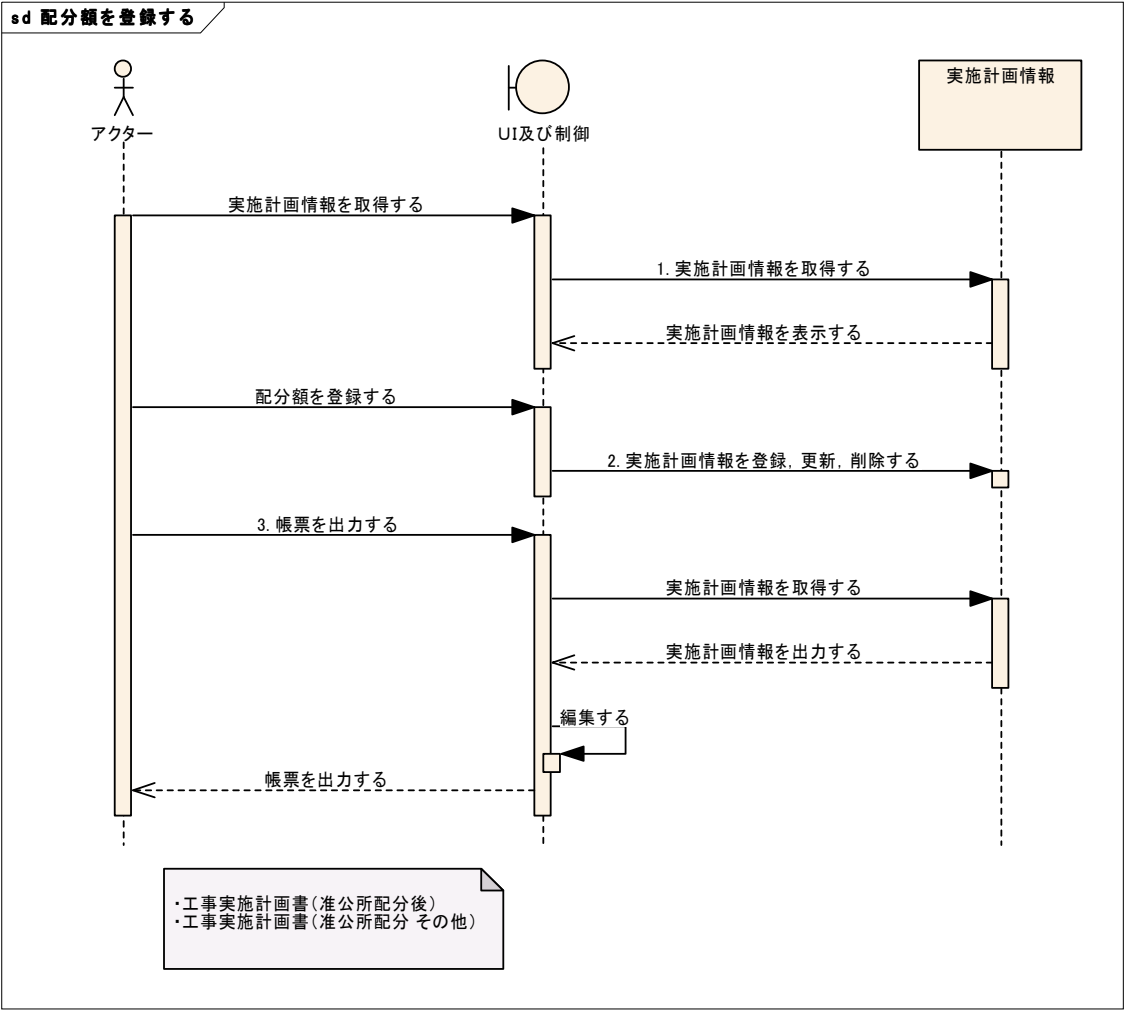 sd 配分額を登録する
アクター
UI及び制御
実施計画情報
実施計画情報を取得する
1. 実施計画情報を取得する
実施計画情報を表示する
配分額を登録する
2. 実施計画情報を登録, 更新, 削除する
3. 帳票を出力する
実施計画情報を取得する
実施計画情報を出力する
編集する
帳票を出力する
・工事実施計画書(准公所配分後)
・工事実施計画書(准公所配分 その他)